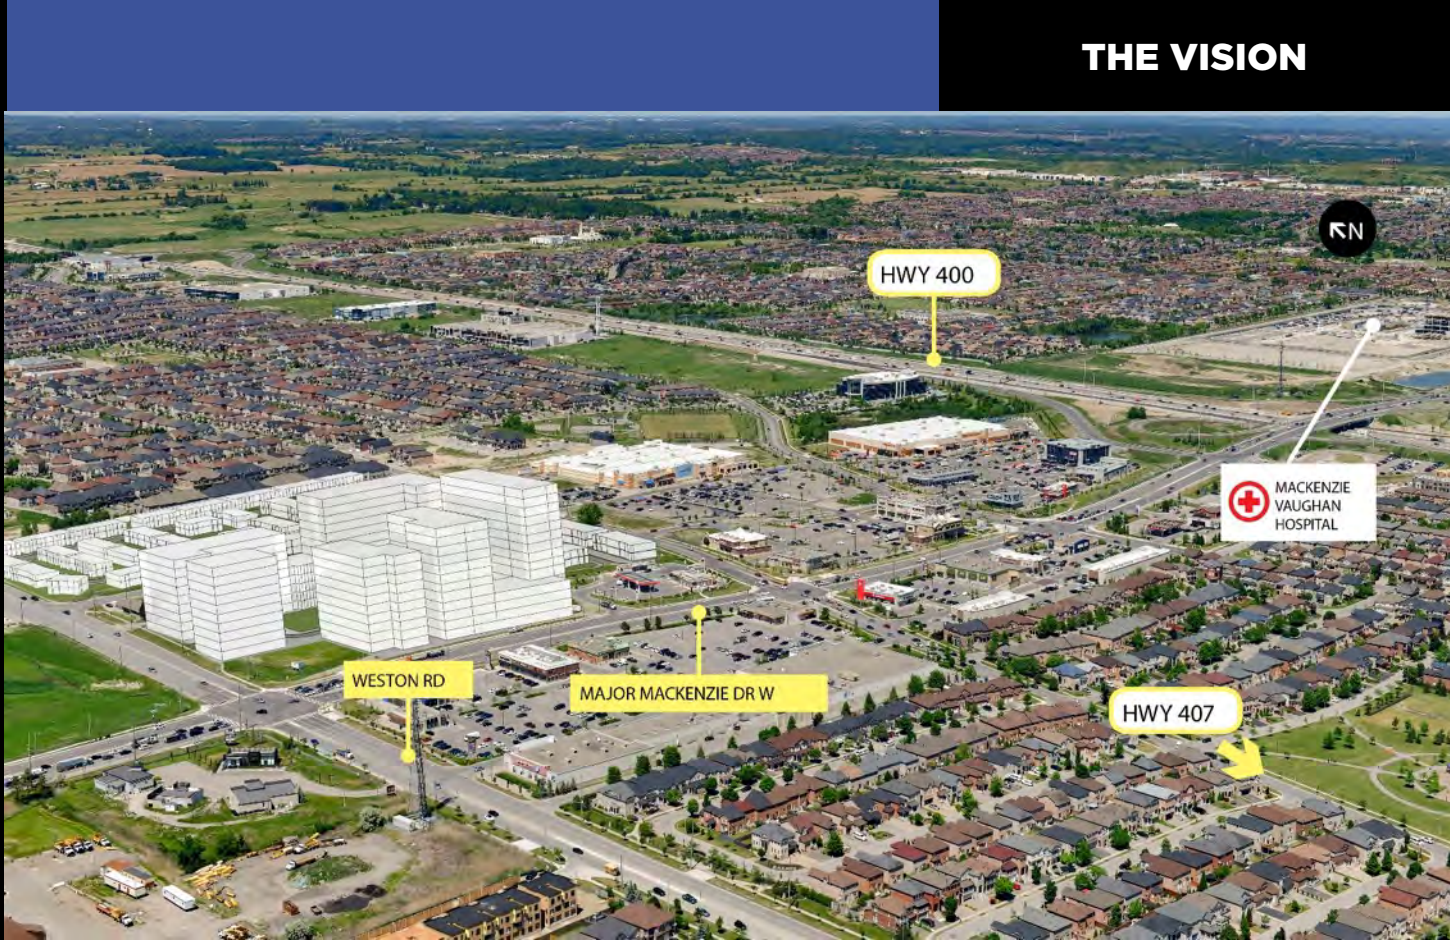 THE VISION
N
HWY 400
MACKENZIE
VAUGHAN
HOSPITAL
WESTON RD
MAJOR MACKENZIE DR W
HWY 407